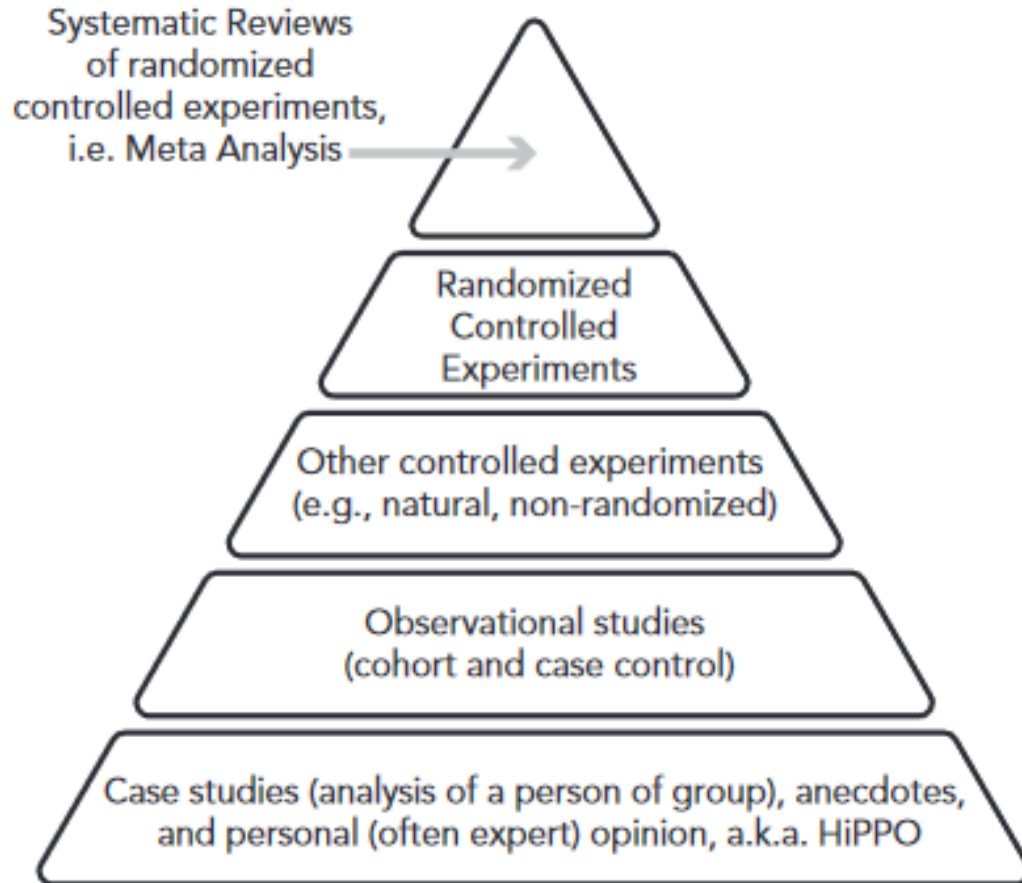 Systematic Reviews
of randomized
controlled experiments,
i.e. Meta Analysis
Randomized
Controlled
Experiments
Other controlled experiments
(e.g., natural, non-randomized)
Observational studies
(cohort and case control)
Case studies (analysis of a person of group), anecdotes,
and personal (often expert) opinion, a.k.a. HiPPO